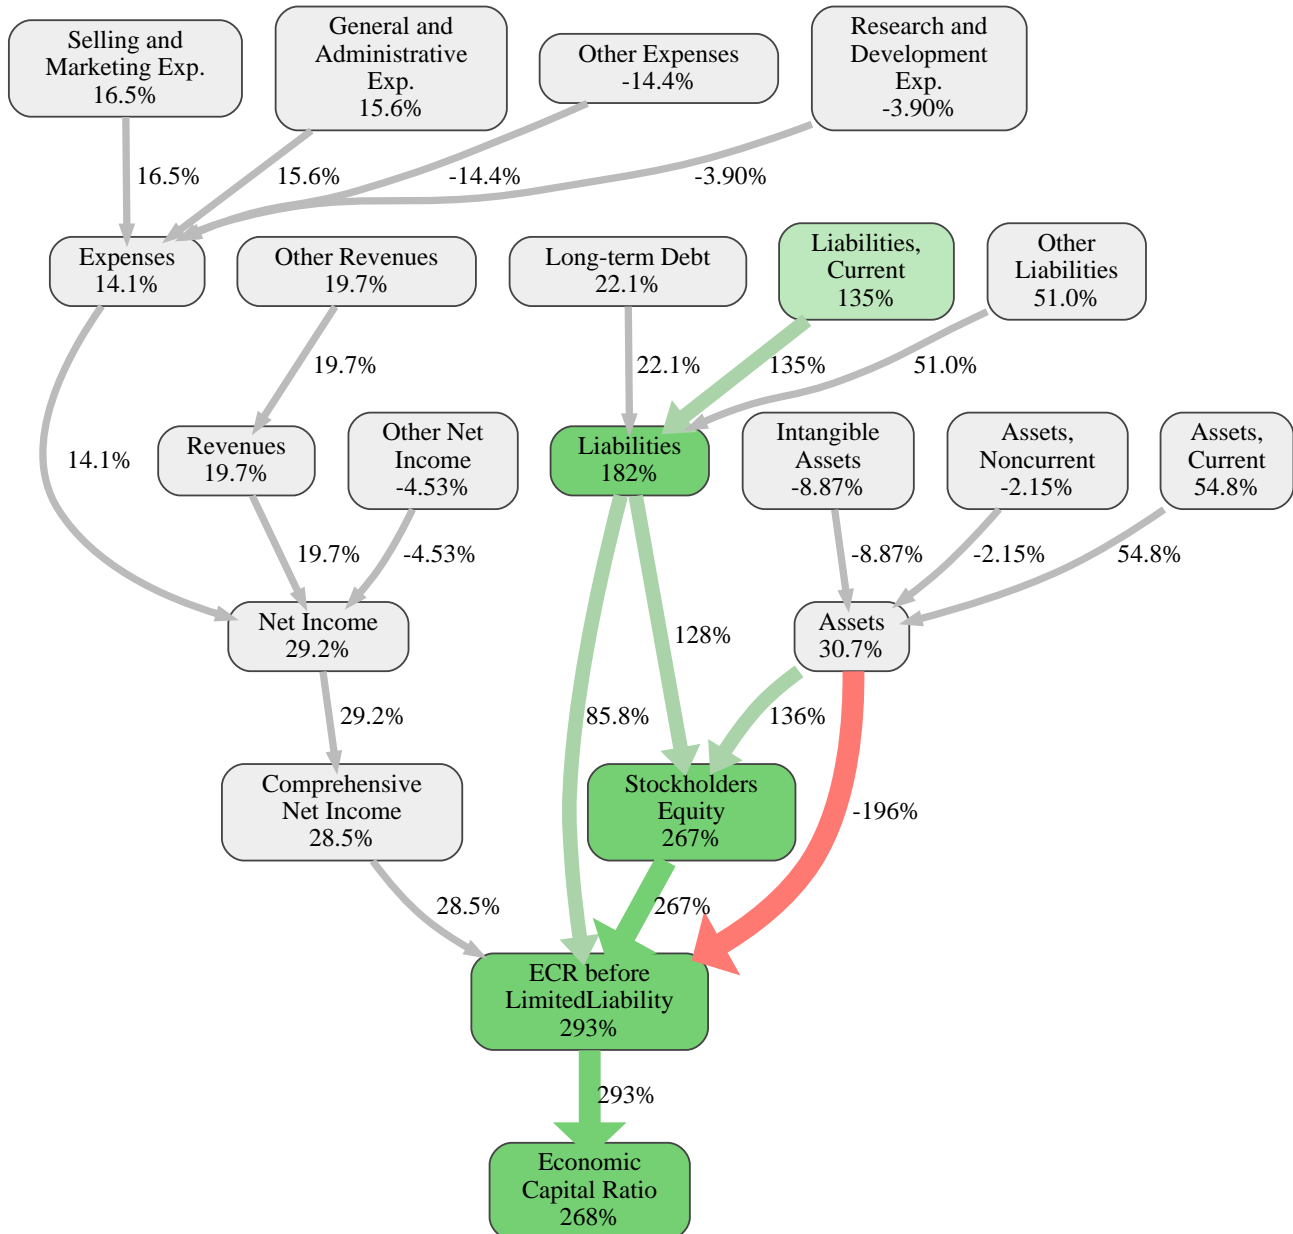 Selling and
Marketing Exp.
16.5%
General and
Administrative
Exp.
15.6%
Other Expenses
-14.4%
Research and
Development
Exp.
-3.90%
16.5%
15.6%
-14.4%
-3.90%
Expenses
14.1%
Other Revenues
19.7%
Long-term Debt
22.1%
Liabilities,
Current
135%
Other
Liabilities
51.0%
19.7%
22.1%
135%
51.0%
14.1%
Revenues
19.7%
Other Net
Income
-4.53%
Liabilities
182%
Intangible
Assets
-8.87%
Assets,
Noncurrent
-2.15%
Assets,
Current
54.8%
19.7%
-4.53%
-8.87%
-2.15%
54.8%
Net Income
29.2%
128%
Assets
30.7%
29.2%
85.8%
136%
-196%
Comprehensive
Net Income
28.5%
Stockholders
Equity
267%
28.5%
267%
ECR before
LimitedLiability
293%
293%
Economic
Capital Ratio
268%